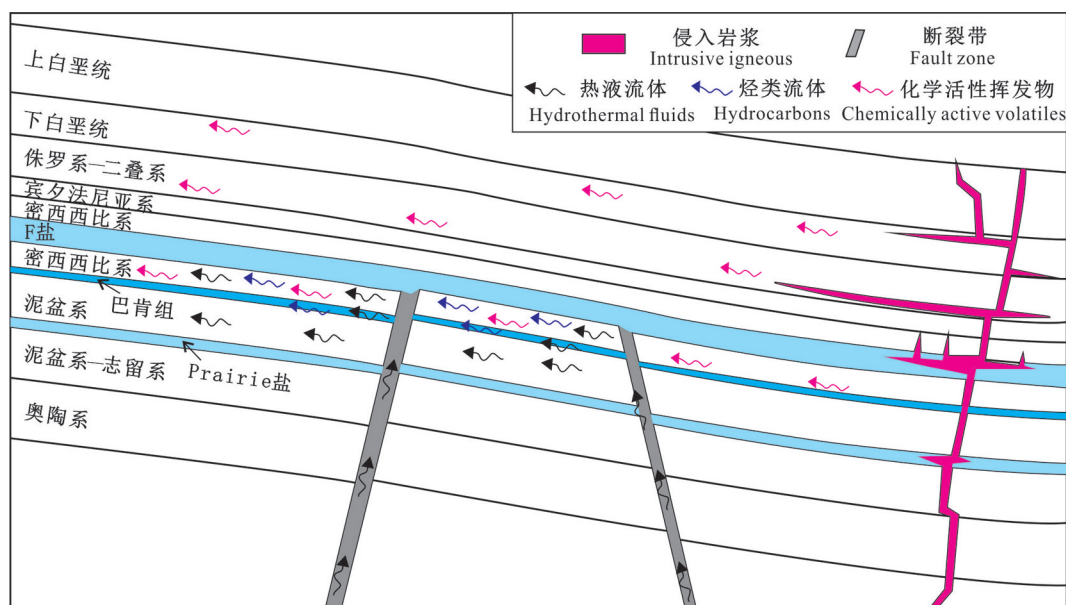 侵入岩浆
Intrusive igneous
断裂带
Fault zone
热液流体
Hydrothermal fluids
烃类流体
Hydrocarbons
化学活性挥发物
Chemically active volatiles
上白垩统
下白垩统
侏罗系—二叠系
宾夕法尼亚系
密西西比系
F盐
密西西比系
巴肯组
泥盆系
泥盆系—志留系
Prairie盐
奥陶系